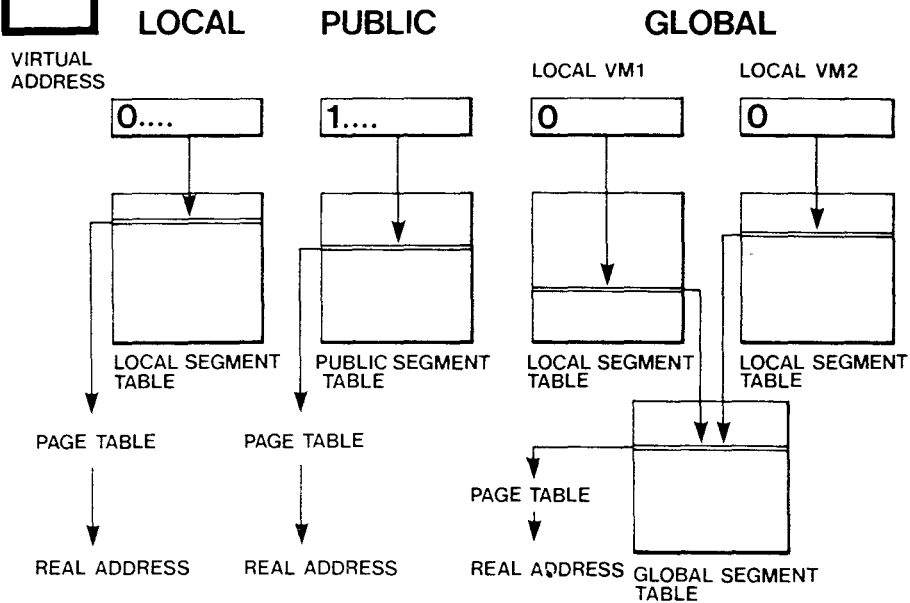 LOCAL PUBLIC GLOBAL
VIRTUAL
ADDRESS
LOCAL VM1 LOCAL VM2
0.... 1.... 0 0
LOCAL SEGMENT
TABLE
PUBLIC SEGMENT
TABLE
LOCAL SEGMENT
TABLE
LOCAL SEGMENT
TABLE
PAGE TABLE PAGE TABLE
PAGE TABLE
REAL ADDRESS REAL ADDRESS REAL ADDRESS
GLOBAL SEGMENT
TABLE